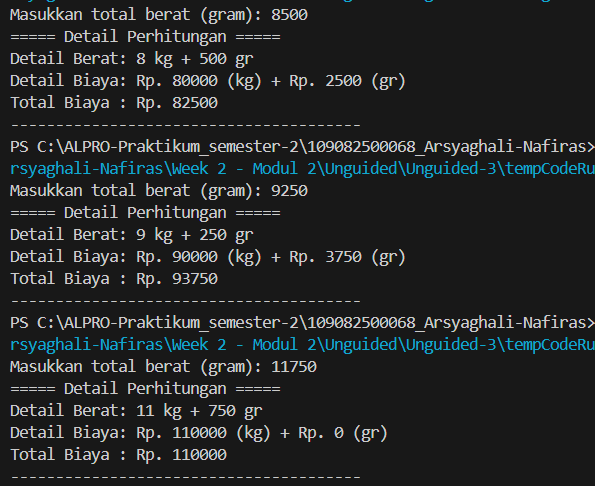 Masukkan total berat (gram): 8500
===== Detail Perhitungan =====
Detail Berat: 8 kg + 500 gr
Detail Biaya: Rp. 80000 (kg) + Rp. 2500 (gr)
Total Biaya : Rp. 82500
---------------------------------------
PS C:\ALPRO-Praktikum_semester-2\109082500068_Arsyaghali-Nafiras>
rsyaghali-Nafiras\Week 2 - Modul 2\Unguided\Unguided-3\tempCodeRu
Masukkan total berat (gram): 9250
===== Detail Perhitungan =====
Detail Berat: 9 kg + 250 gr
Detail Biaya: Rp. 90000 (kg) + Rp. 3750 (gr)
Total Biaya : Rp. 93750
---------------------------------------
PS C:\ALPRO-Praktikum_semester-2\109082500068_Arsyaghali-Nafiras>
rsyaghali-Nafiras\Week 2 - Modul 2\Unguided\Unguided-3\tempCodeRu
Masukkan total berat (gram): 11750
===== Detail Perhitungan =====
Detail Berat: 11 kg + 750 gr
Detail Biaya: Rp. 110000 (kg) + Rp. 0 (gr)
Total Biaya : Rp. 110000
---------------------------------------